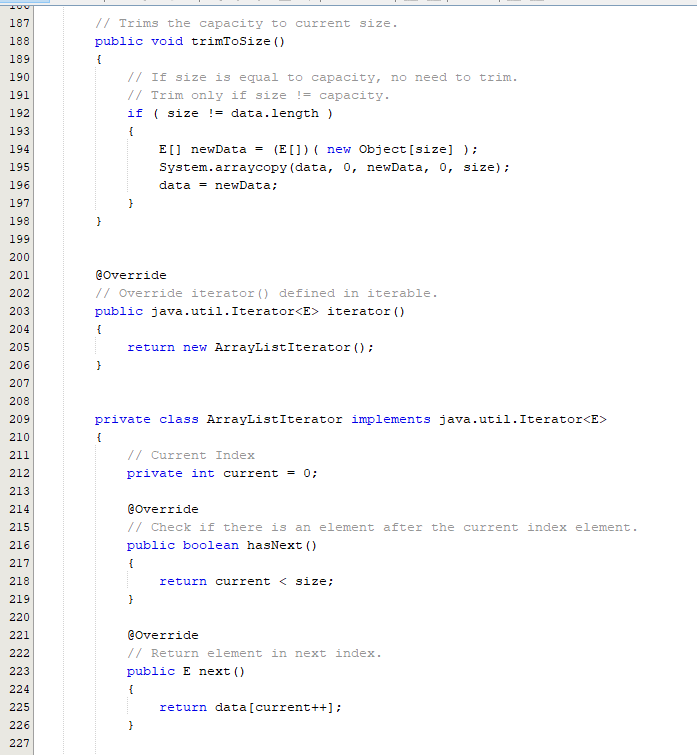 187 // Trims the capacity to current size.
188 public void trimToSize()
189 {
190 // If size is equal to capacity, no need to trim.
191 // Trim only if size != capacity.
192 if ( size != data.length )
193 {
194 E[] newData = (E[])( new Object[size] );
195 System.arraycopy(data, 0, newData, 0, size);
196 data = newData;
197 }
198 }
199
200
201 @Override
202 // Override iterator() defined in iterable.
203 public java.util.Iterator<E> iterator()
204 {
205 return new ArrayListIterator();
206 }
207
208
209 private class ArrayListIterator implements java.util.Iterator<E>
210 {
211 // Current Index
212 private int current = 0;
213
214 @Override
215 // Check if there is an element after the current index element.
216 public boolean hasNext()
217 {
218 return current < size;
219 }
220
221 @Override
222 // Return element in next index.
223 public E next()
224 {
225 return data[current++];
226 }
227